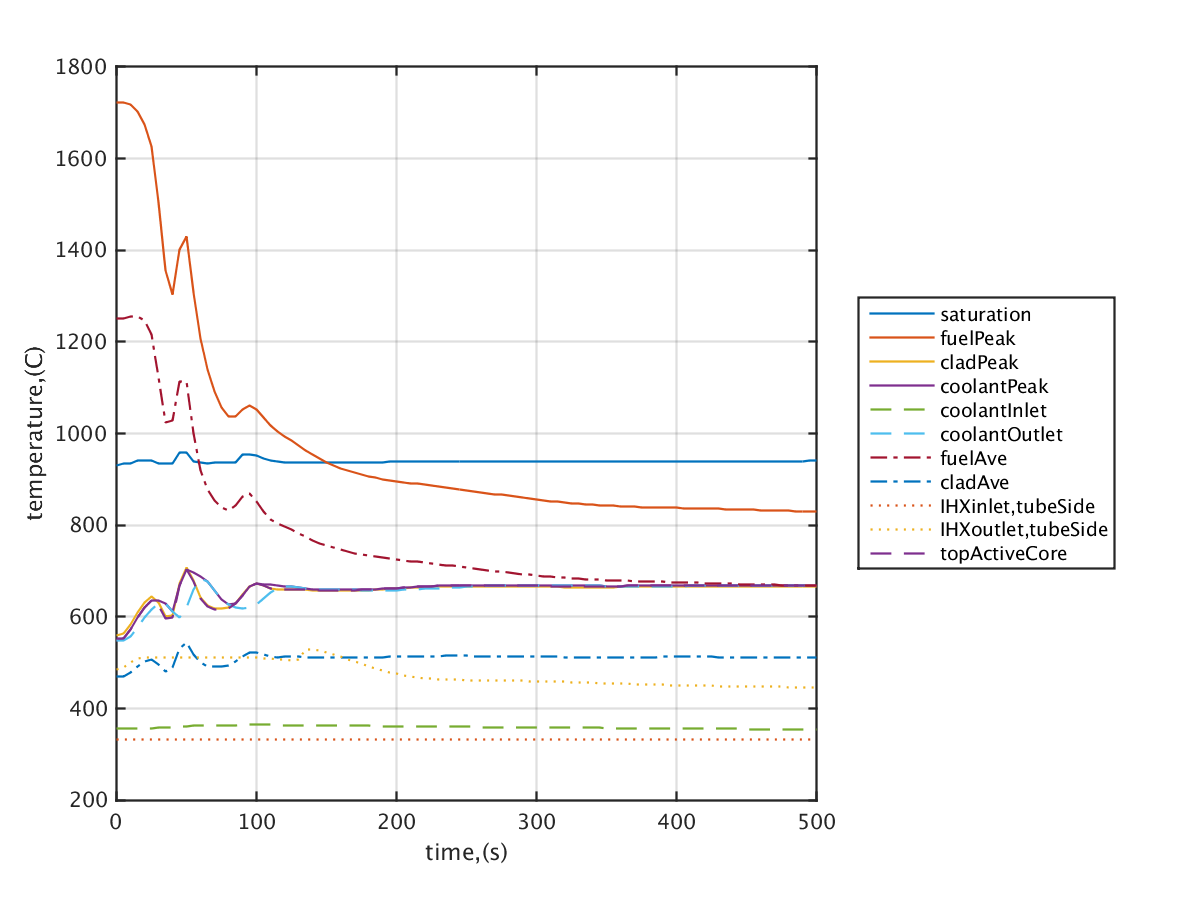 1800
1600
1400
1200
1000
800
600
400
200
temperature,(C)
0 100 200 300 400 500
time,(s)
saturation
fuelPeak
cladPeak
coolantPeak
coolantInlet
coolantOutlet
fuelAve
cladAve
IHXinlet,tubeSide
IHXoutlet,tubeSide
topActiveCore